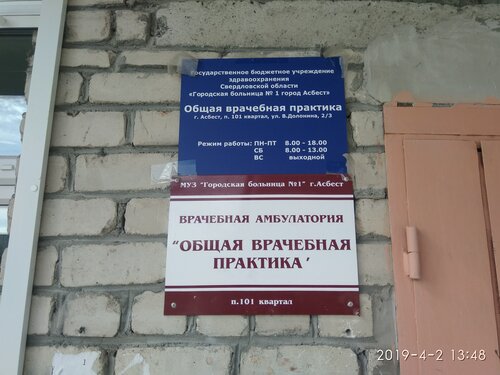 Государственное бюджетное учреждение
здравоохранения
Свердловской области
«Городская больница № 1 город Асбест»
Общая врачебная практика
г. Асбест, п. 101 квартал, ул. В.Долонина, 2/3
Режим работы: ПН-ПТ 8.00 - 18.00
СБ 8.00 - 13.00
ВС выходной
МУЗ "Городская больница №1" г.Асбест
ВРАЧЕБНАЯ АМБУЛАТОРИЯ
"ОБЩАЯ ВРАЧЕБНАЯ
ПРАКТИКА'
п.101 квартал
2019-4-2 13:48